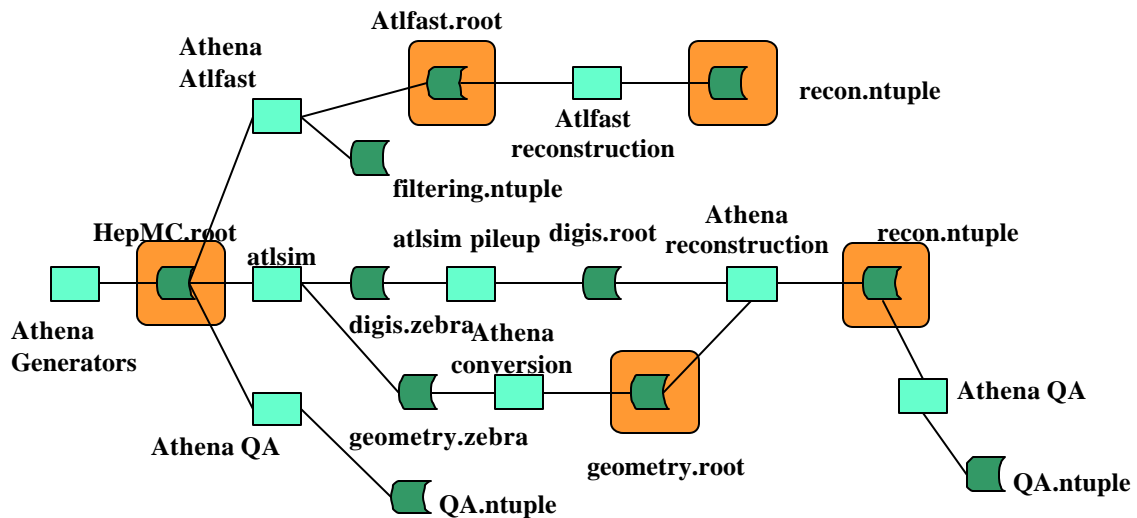 Atlfast.root
Athena
Atlfast
recon.ntuple
Atlfast
reconstruction
filtering.ntuple
HepMC.root
atlsim
atlsim pileup
digis.root
Athena
reconstruction
recon.ntuple
Athena
Generators
digis.zebra
Athena
conversion
geometry.zebra
geometry.root
Athena QA
QA.ntuple
Athena QA
QA.ntuple